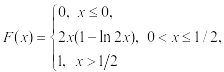 0, x ≤ 0,
F(x) = { 2x(1 − ln 2x), 0 < x ≤ 1/2,
1, x > 1/2